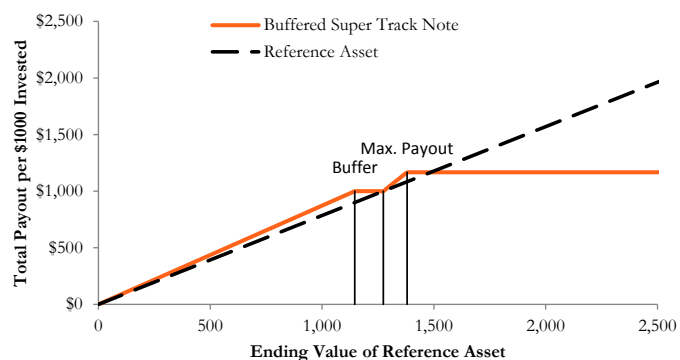 $2,500
Buffered Super Track Note
Reference Asset
$2,000
$1,500
Max. Payout
Buffer
$1,000
$500
$0
0
500
1,000
1,500
2,000
2,500
Total Payout per $1000 Invested
Ending Value of Reference Asset